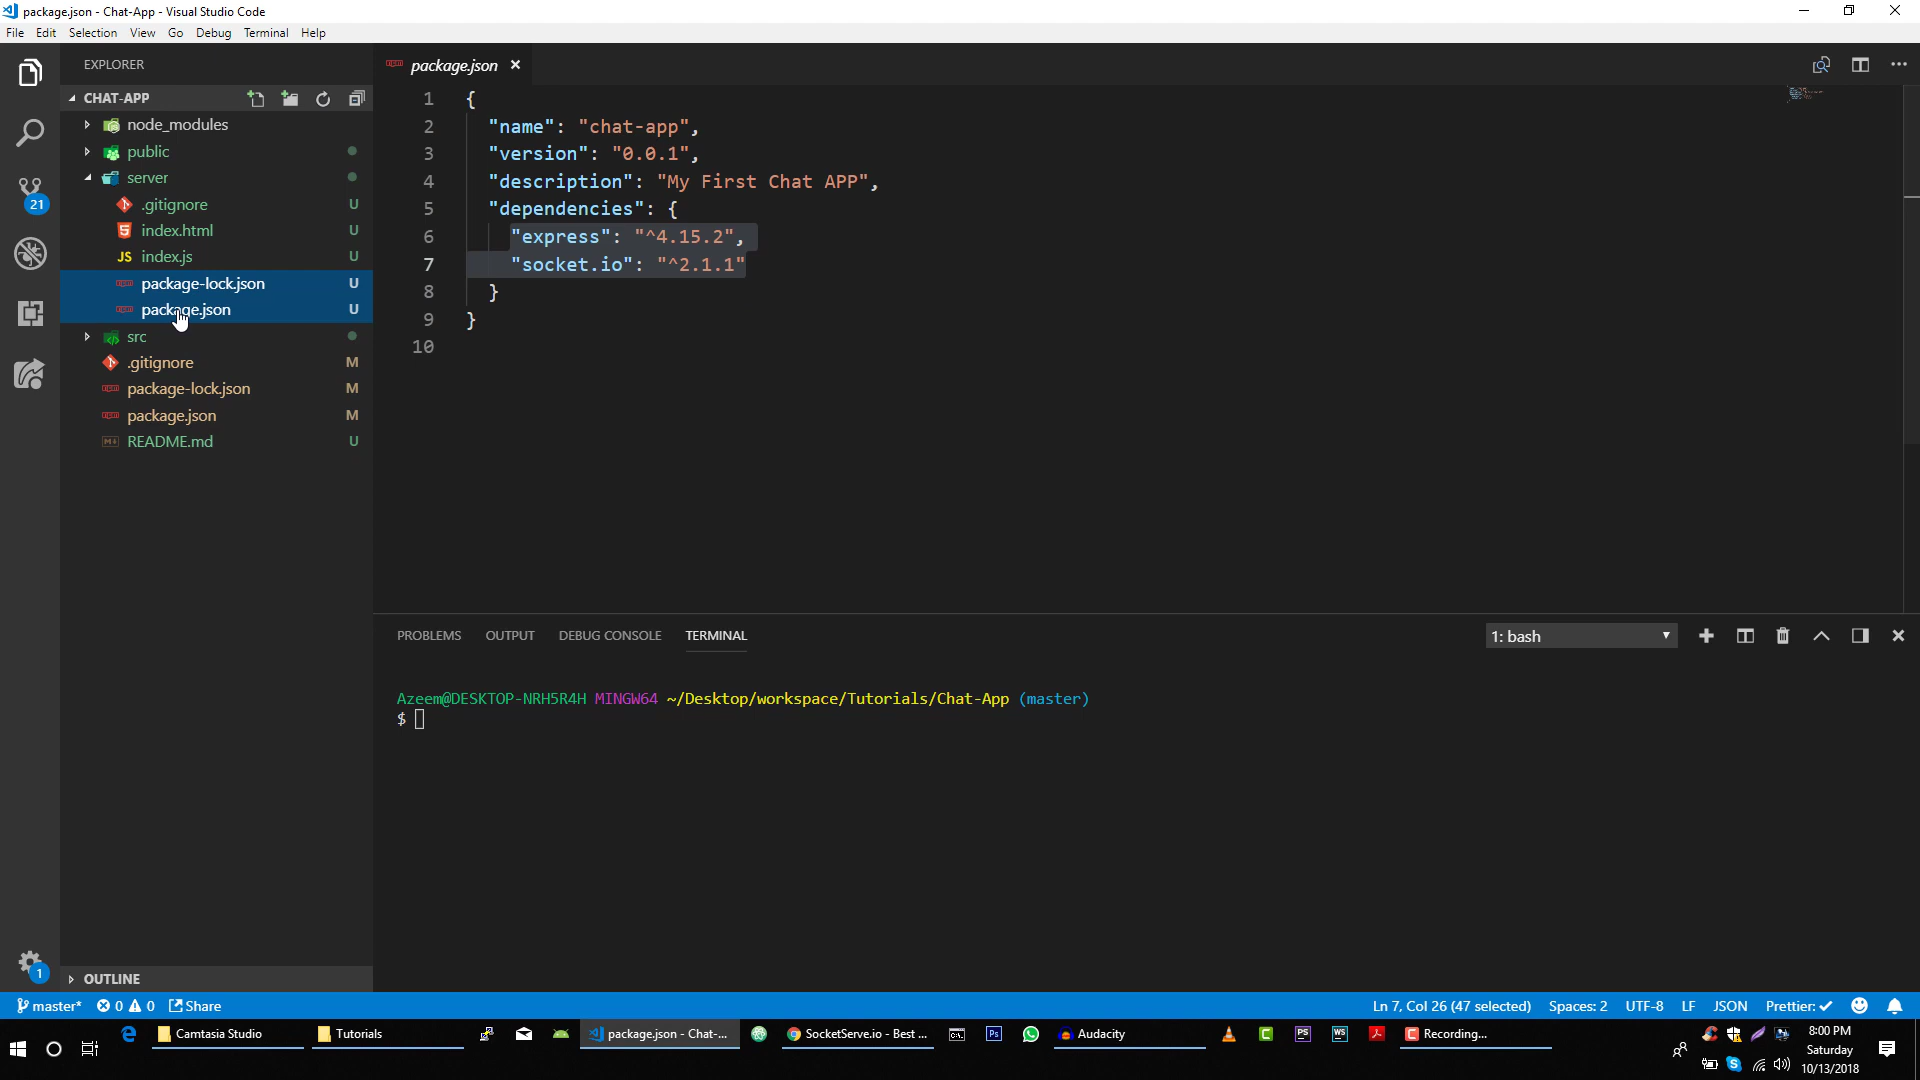 package.json - Chat-App - Visual Studio Code
File Edit Selection View Go Debug Terminal Help
EXPLORER
CHAT-APP
node_modules
public
server
.gitignore U
index.html U
JS index.js U
package-lock.json U
package.json U
src
.gitignore M
package-lock.json M
package.json M
README.md U
OUTLINE
21
1
package.json
1 {
2 "name": "chat-app",
3 "version": "0.0.1",
4 "description": "My First Chat APP",
5 "dependencies": {
6 "express": "^4.15.2",
7 "socket.io": "^2.1.1"
8 }
9 }
10
PROBLEMS OUTPUT DEBUG CONSOLE TERMINAL 1: bash
Azeem@DESKTOP-NRH5R4H MINGW64 ~/Desktop/workspace/Tutorials/Chat-App (master)
$
master* 0 0 Share Ln 7, Col 26 (47 selected) Spaces: 2 UTF-8 LF JSON Prettier: ✓
Camtasia Studio Tutorials package.json - Chat-... SocketServe.io - Best ... Ps Audacity C PS WS Recording...
8:00 PM
Saturday
10/13/2018